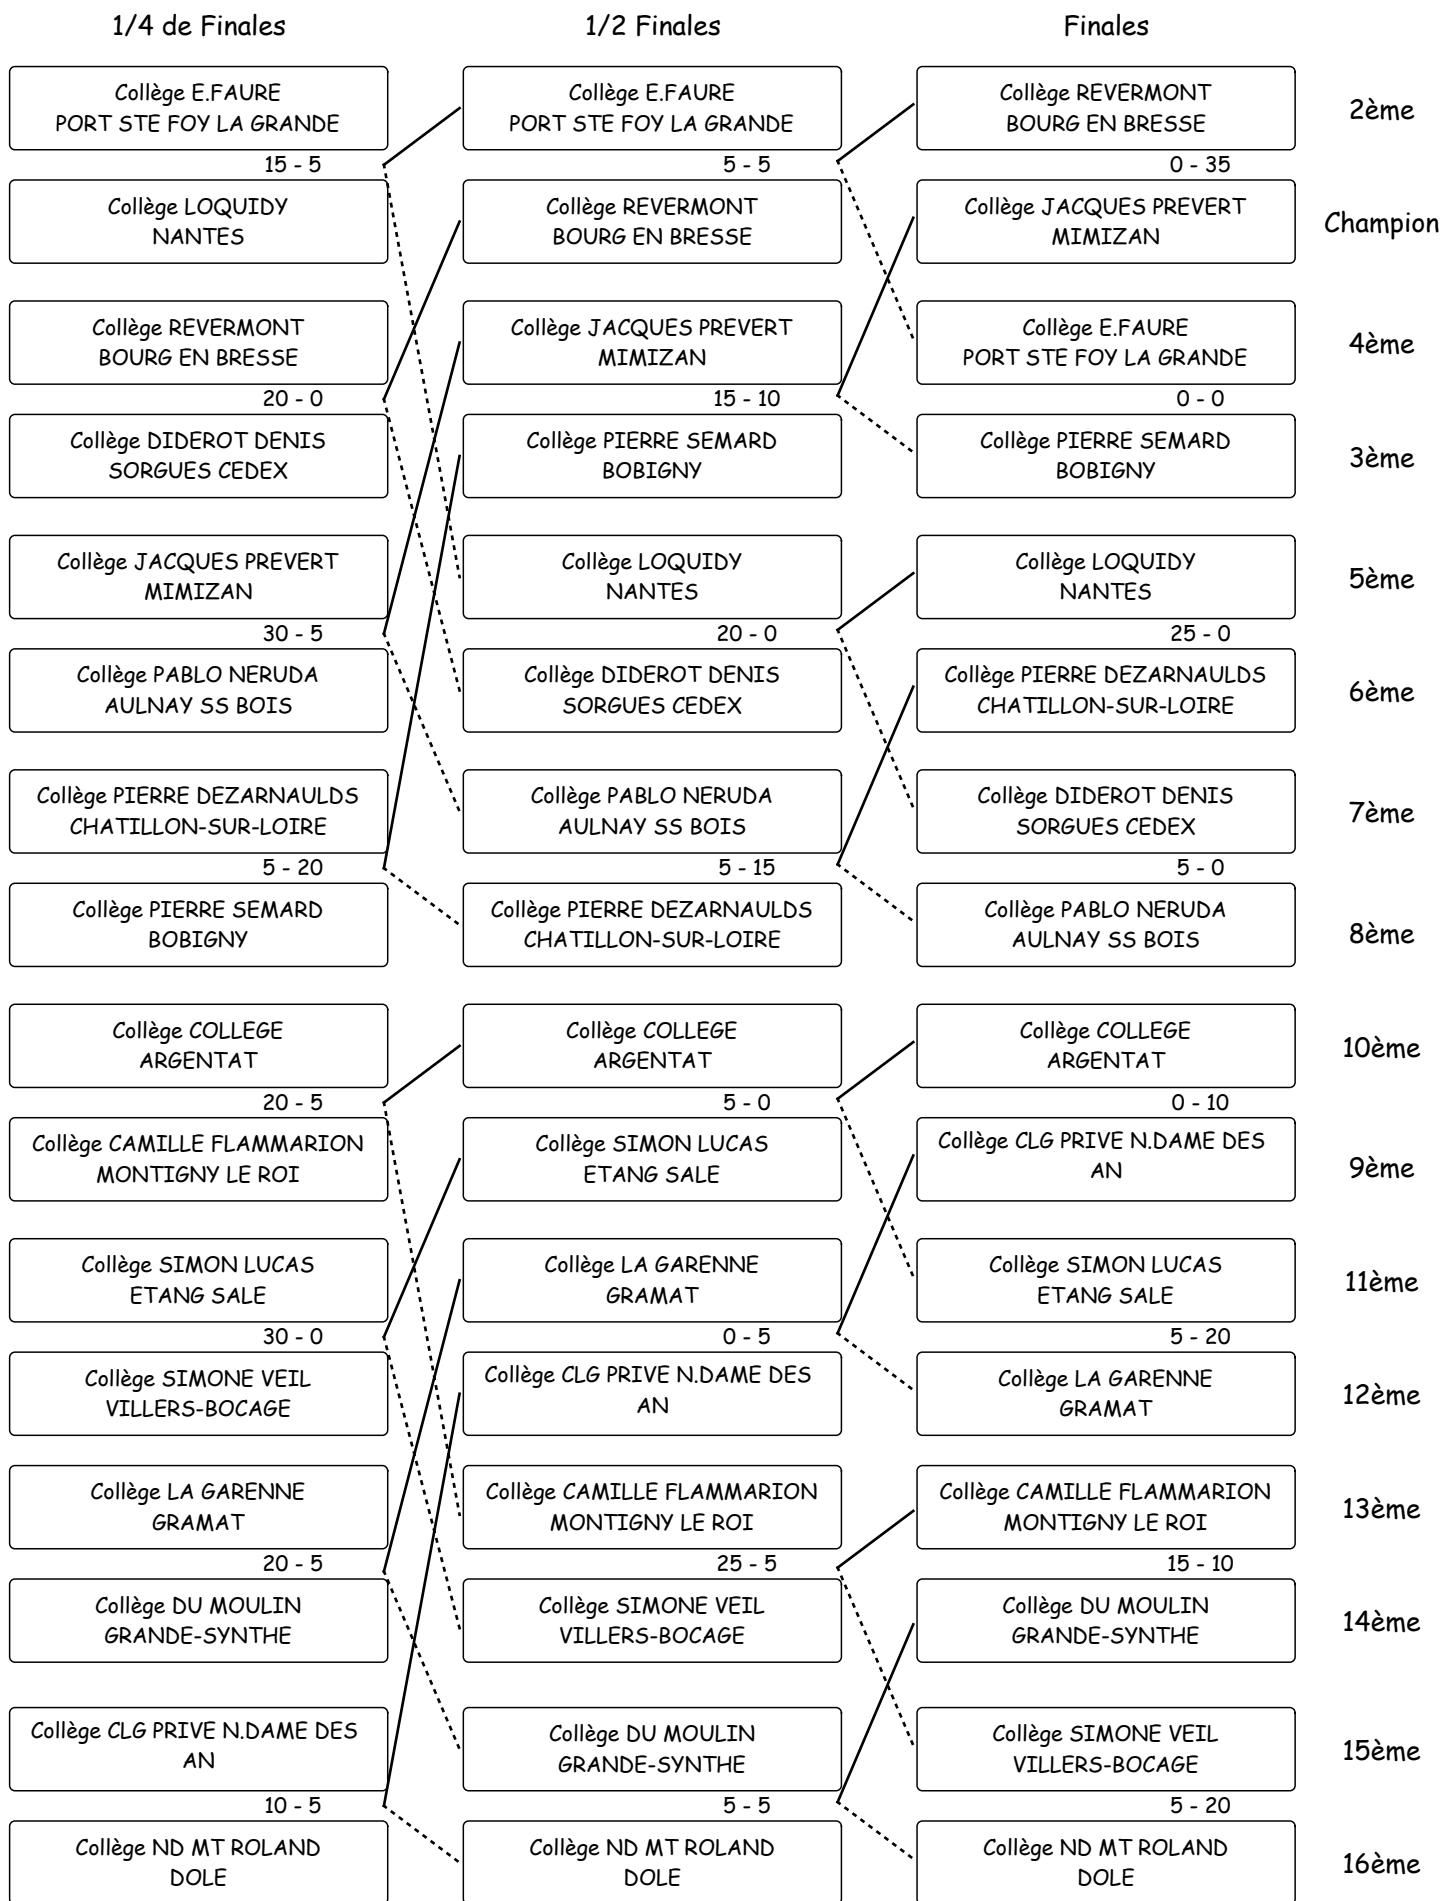 1/4 de Finales
1/2 Finales
Finales
Collège E.FAURE
PORT STE FOY LA GRANDE
Collège E.FAURE
PORT STE FOY LA GRANDE
Collège REVERMONT
BOURG EN BRESSE
2ème
15 - 5
5 - 5
0 - 35
Collège LOQUIDY
NANTES
Collège REVERMONT
BOURG EN BRESSE
Collège JACQUES PREVERT
MIMIZAN
Champion
Collège REVERMONT
BOURG EN BRESSE
Collège JACQUES PREVERT
MIMIZAN
Collège E.FAURE
PORT STE FOY LA GRANDE
4ème
20 - 0
15 - 10
0 - 0
Collège DIDEROT DENIS
SORGUES CEDEX
Collège PIERRE SEMARD
BOBIGNY
Collège PIERRE SEMARD
BOBIGNY
3ème
Collège JACQUES PREVERT
MIMIZAN
Collège LOQUIDY
NANTES
Collège LOQUIDY
NANTES
5ème
30 - 5
20 - 0
25 - 0
Collège PABLO NERUDA
AULNAY SS BOIS
Collège DIDEROT DENIS
SORGUES CEDEX
Collège PIERRE DEZARNAULDS
CHATILLON-SUR-LOIRE
6ème
Collège PIERRE DEZARNAULDS
CHATILLON-SUR-LOIRE
Collège PABLO NERUDA
AULNAY SS BOIS
Collège DIDEROT DENIS
SORGUES CEDEX
7ème
5 - 20
5 - 15
5 - 0
Collège PIERRE SEMARD
BOBIGNY
Collège PIERRE DEZARNAULDS
CHATILLON-SUR-LOIRE
Collège PABLO NERUDA
AULNAY SS BOIS
8ème
Collège COLLEGE
ARGENTAT
Collège COLLEGE
ARGENTAT
Collège COLLEGE
ARGENTAT
10ème
20 - 5
5 - 0
0 - 10
Collège CAMILLE FLAMMARION
MONTIGNY LE ROI
Collège SIMON LUCAS
ETANG SALE
Collège CLG PRIVE N.DAME DES
AN
9ème
Collège SIMON LUCAS
ETANG SALE
Collège LA GARENNE
GRAMAT
Collège SIMON LUCAS
ETANG SALE
11ème
30 - 0
0 - 5
5 - 20
Collège SIMONE VEIL
VILLERS-BOCAGE
Collège CLG PRIVE N.DAME DES
AN
Collège LA GARENNE
GRAMAT
12ème
Collège LA GARENNE
GRAMAT
Collège CAMILLE FLAMMARION
MONTIGNY LE ROI
Collège CAMILLE FLAMMARION
MONTIGNY LE ROI
13ème
20 - 5
25 - 5
15 - 10
Collège DU MOULIN
GRANDE-SYNTHE
Collège SIMONE VEIL
VILLERS-BOCAGE
Collège DU MOULIN
GRANDE-SYNTHE
14ème
Collège CLG PRIVE N.DAME DES
AN
Collège DU MOULIN
GRANDE-SYNTHE
Collège SIMONE VEIL
VILLERS-BOCAGE
15ème
10 - 5
5 - 5
5 - 20
Collège ND MT ROLAND
DOLE
Collège ND MT ROLAND
DOLE
Collège ND MT ROLAND
DOLE
16ème